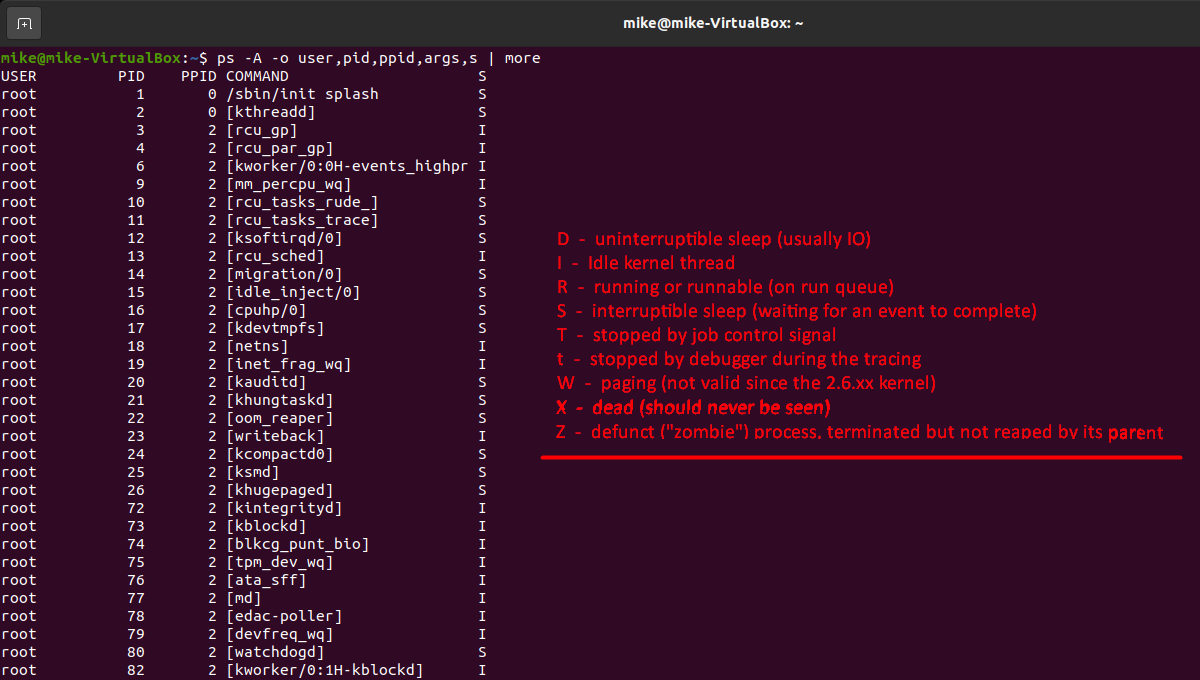 mike@mike-VirtualBox: ~
mike@mike-VirtualBox:~$ ps -A -o user,pid,ppid,args,s | more
USER PID PPID COMMAND S
root 1 0 /sbin/init splash S
root 2 0 [kthreadd] S
root 3 2 [rcu_gp] I
root 4 2 [rcu_par_gp] I
root 6 2 [kworker/0:0H-events_highpr I
root 9 2 [mm_percpu_wq] I
root 10 2 [rcu_tasks_rude_] S
root 11 2 [rcu_tasks_trace] S
root 12 2 [ksoftirqd/0] S
root 13 2 [rcu_sched] I
root 14 2 [migration/0] S
root 15 2 [idle_inject/0] S
root 16 2 [cpuhp/0] S
root 17 2 [kdevtmpfs] S
root 18 2 [netns] I
root 19 2 [inet_frag_wq] I
root 20 2 [kauditd] S
root 21 2 [khungtaskd] S
root 22 2 [oom_reaper] S
root 23 2 [writeback] I
root 24 2 [kcompactd0] S
root 25 2 [ksmd] S
root 26 2 [khugepaged] S
root 72 2 [kintegrityd] I
root 73 2 [kblockd] I
root 74 2 [blkcg_punt_bio] I
root 75 2 [tpm_dev_wq] I
root 76 2 [ata_sff] I
root 77 2 [md] I
root 78 2 [edac-poller] I
root 79 2 [devfreq_wq] I
root 80 2 [watchdogd] S
root 82 2 [kworker/0:1H-kblockd] I
D - uninterruptible sleep (usually IO)
I - Idle kernel thread
R - running or runnable (on run queue)
S - interruptible sleep (waiting for an event to complete)
T - stopped by job control signal
t - stopped by debugger during the tracing
W - paging (not valid since the 2.6.xx kernel)
X - dead (should never be seen)
Z - defunct ("zombie") process, terminated but not reaped by its parent